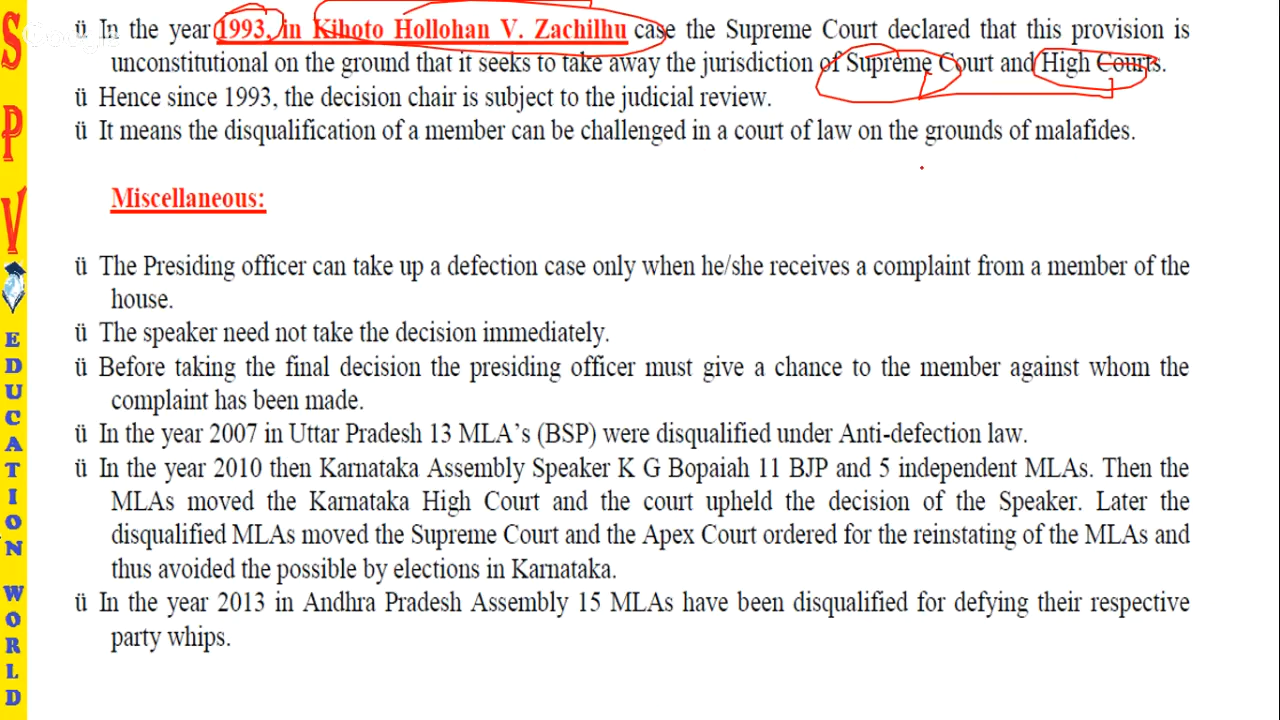 S P V EDUCATION WORLD
Google
ü In the year 1993, in Kihoto Hollohan V. Zachilhu case the Supreme Court declared that this provision is
unconstitutional on the ground that it seeks to take away the jurisdiction of Supreme Court and High Courts.
ü Hence since 1993, the decision chair is subject to the judicial review.
ü It means the disqualification of a member can be challenged in a court of law on the grounds of malafides.
Miscellaneous:
ü The Presiding officer can take up a defection case only when he/she receives a complaint from a member of the
house.
ü The speaker need not take the decision immediately.
ü Before taking the final decision the presiding officer must give a chance to the member against whom the
complaint has been made.
ü In the year 2007 in Uttar Pradesh 13 MLA's (BSP) were disqualified under Anti-defection law.
ü In the year 2010 then Karnataka Assembly Speaker K G Bopaiah 11 BJP and 5 independent MLAs. Then the
MLAs moved the Karnataka High Court and the court upheld the decision of the Speaker. Later the
disqualified MLAs moved the Supreme Court and the Apex Court ordered for the reinstating of the MLAs and
thus avoided the possible by elections in Karnataka.
ü In the year 2013 in Andhra Pradesh Assembly 15 MLAs have been disqualified for defying their respective
party whips.